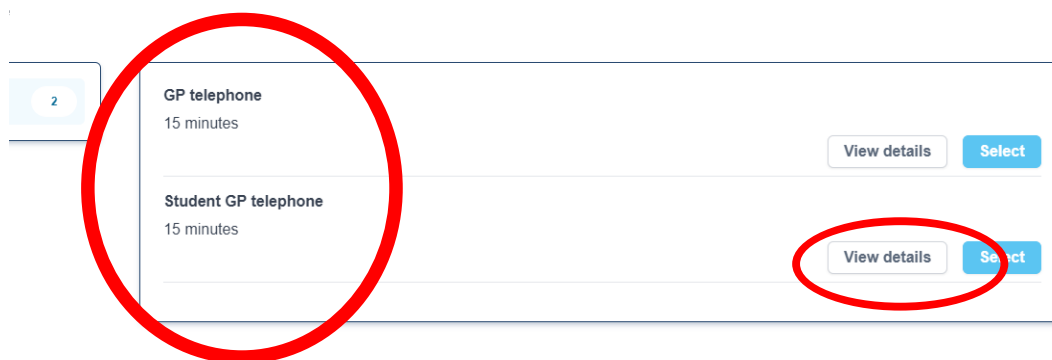 2
GP telephone
15 minutes
View details
Select
Student GP telephone
15 minutes
View details
Select